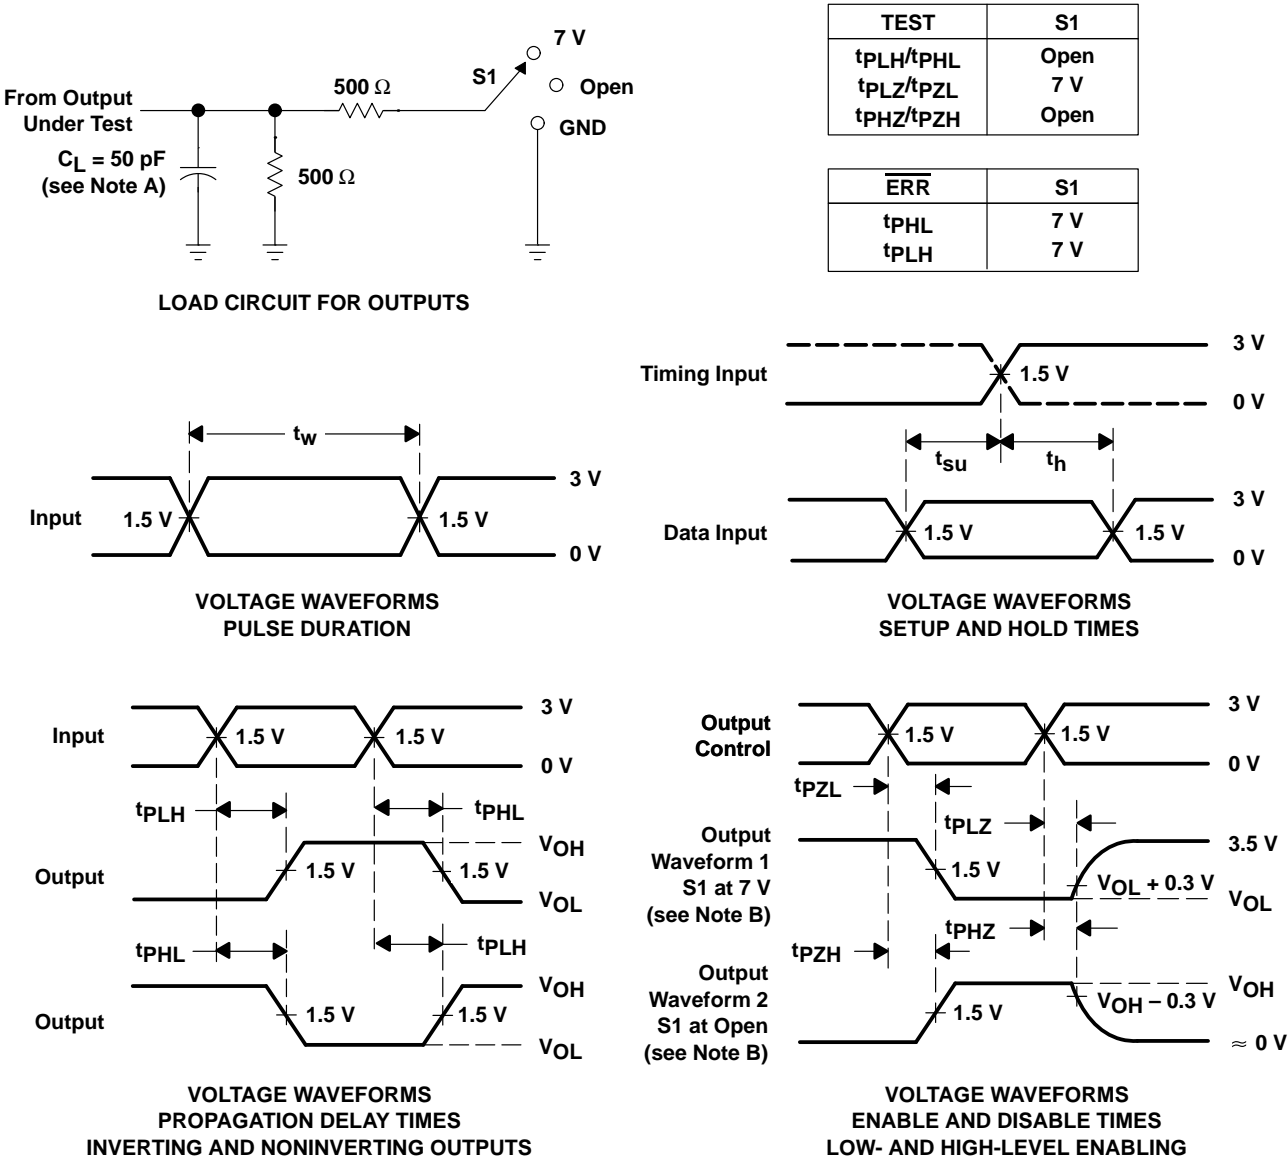 7 V
S1
500 Ω
Open
From Output
Under Test
GND
CL = 50 pF
(see Note A)
500 Ω
LOAD CIRCUIT FOR OUTPUTS
TEST S1
tPLH/tPHL Open
tPLZ/tPZL 7 V
tPHZ/tPZH Open
ERR S1
tPHL 7 V
tPLH 7 V
tw
3 V
Input 1.5 V 1.5 V
0 V
VOLTAGE WAVEFORMS
PULSE DURATION
3 V
Timing Input 1.5 V
0 V
tsu th
3 V
Data Input 1.5 V 1.5 V
0 V
VOLTAGE WAVEFORMS
SETUP AND HOLD TIMES
3 V
Input 1.5 V 1.5 V
0 V
tPLH tPHL
VOH
Output 1.5 V 1.5 V
VOL
tPHL tPLH
VOH
Output 1.5 V 1.5 V
VOL
VOLTAGE WAVEFORMS
PROPAGATION DELAY TIMES
INVERTING AND NONINVERTING OUTPUTS
3 V
Output
Control
1.5 V 1.5 V
0 V
tPZL
tPLZ
Output
Waveform 1
S1 at 7 V
(see Note B)
1.5 V
3.5 V
VOL + 0.3 V
VOL
tPHZ
tPZH
Output
Waveform 2
S1 at Open
(see Note B)
1.5 V
VOH
VOH – 0.3 V
≈ 0 V
VOLTAGE WAVEFORMS
ENABLE AND DISABLE TIMES
LOW- AND HIGH-LEVEL ENABLING